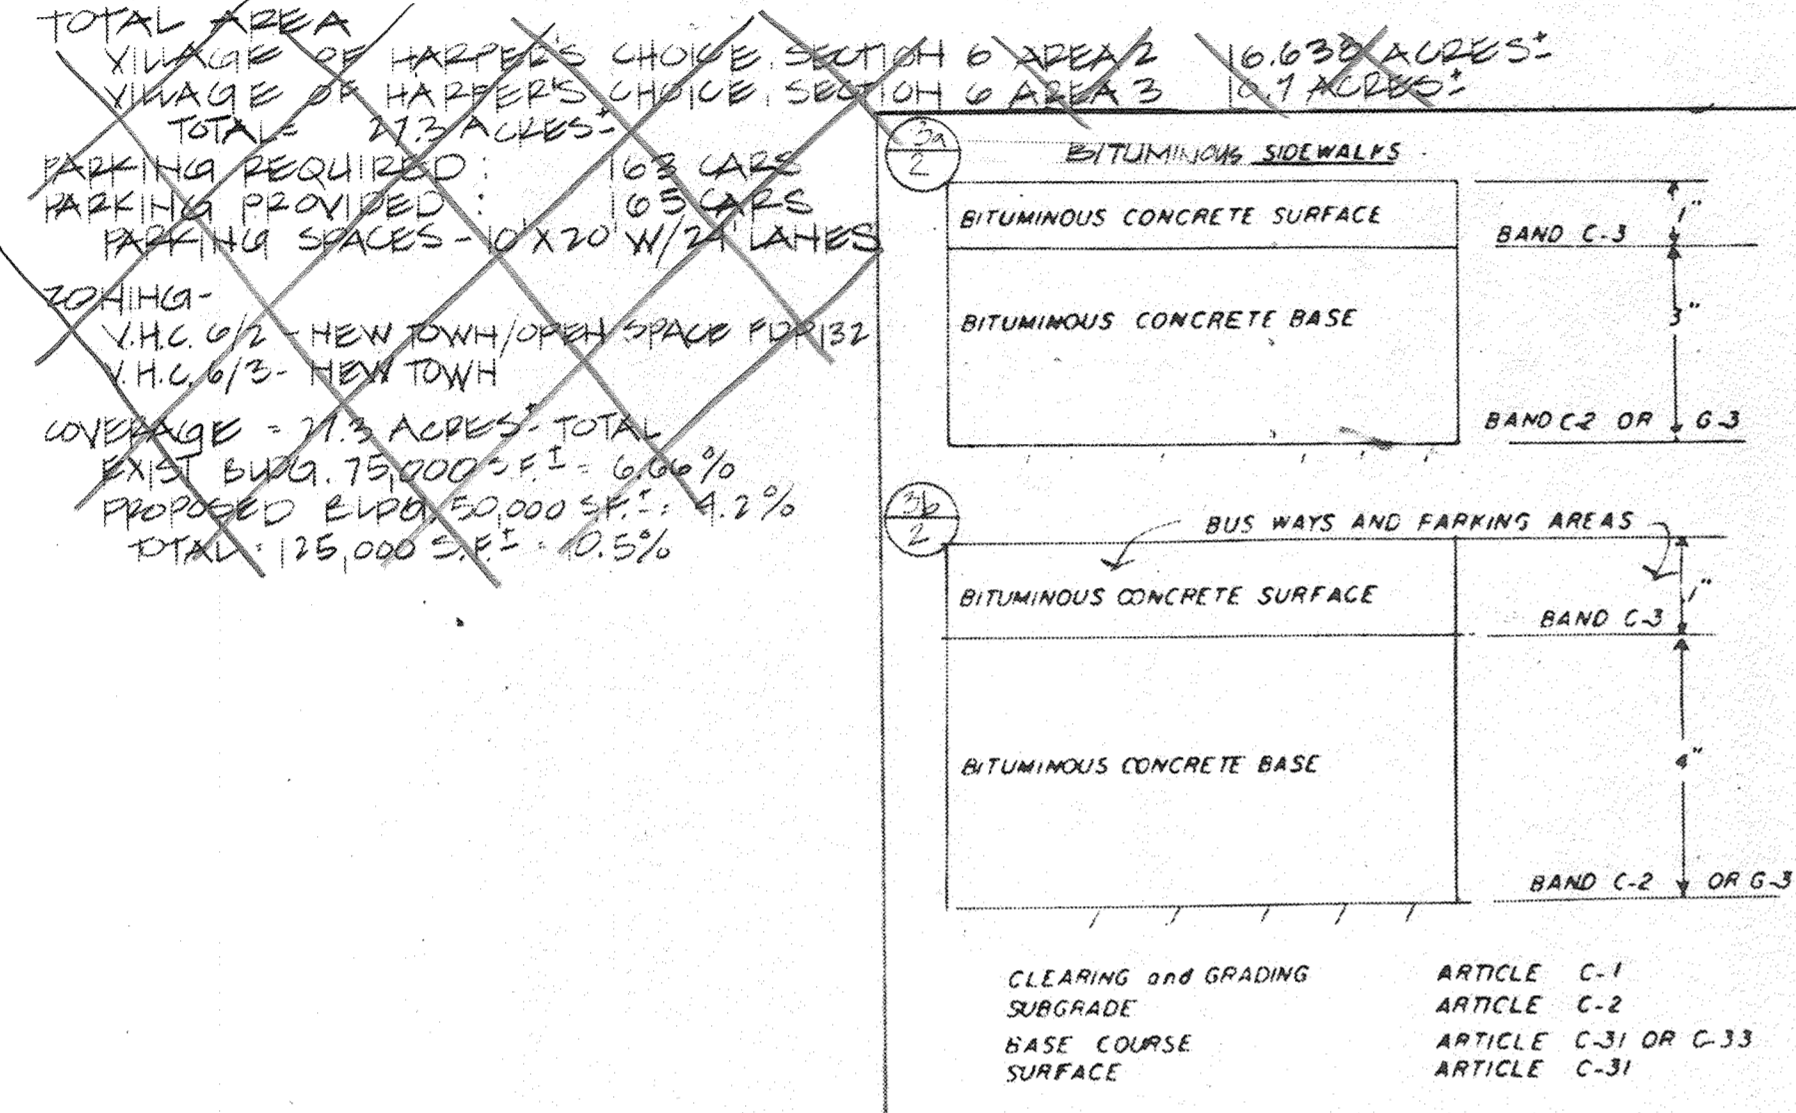 TOTAL AREA
VILLAGE OF HARPER'S CHOICE, SECTION 6 AREA 2 16.638 ACRES±
VILLAGE OF HARPER'S CHOICE, SECTION 6 AREA 3 10.7 ACRES±
TOTAL= 27.3 ACRES±
PARKING REQUIRED : 163 CARS
PARKING PROVIDED : 165 CARS
PARKING SPACES - 10' X 20' W/24' LANES
ZONING-
V.H.C. 6/2 - NEW TOWN/OPEN SPACE FDP 132
V.H.C. 6/3 - NEW TOWN
COVERAGE = 27.3 ACRES± TOTAL
EXIST BLDG. 75,000 S.F.± = 6.66%
PROPOSED BLDG. 50,000 S.F.± = 4.2%
TOTAL = 125,000 S.F.± = 10.5%
3a
2
BITUMINOUS SIDEWALKS
BITUMINOUS CONCRETE SURFACE
BAND C-3
1"
BITUMINOUS CONCRETE BASE
3"
BAND C-2 OR G-3
3b
2
BUS WAYS AND PARKING AREAS
BITUMINOUS CONCRETE SURFACE
BAND C-3
1"
BITUMINOUS CONCRETE BASE
4"
BAND C-2 OR G-3
CLEARING and GRADING ARTICLE C-1
SUBGRADE ARTICLE C-2
BASE COURSE ARTICLE C-31 OR C-33
SURFACE ARTICLE C-31